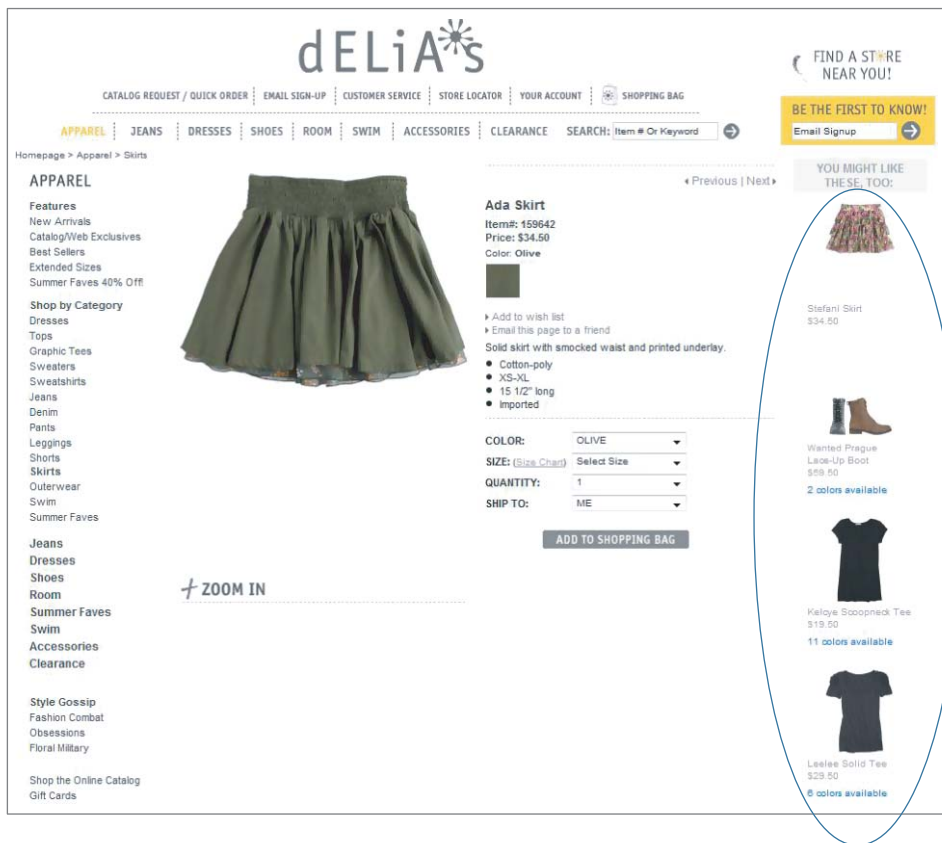 dELiA*s
FIND A ST*RE
NEAR YOU!
CATALOG REQUEST / QUICK ORDER EMAIL SIGN-UP CUSTOMER SERVICE STORE LOCATOR YOUR ACCOUNT SHOPPING BAG
BE THE FIRST TO KNOW!
Email Signup
APPAREL JEANS DRESSES SHOES ROOM SWIM ACCESSORIES CLEARANCE SEARCH: Item # Or Keyword
Homepage > Apparel > Skirts
APPAREL
Features
New Arrivals
Catalog/Web Exclusives
Best Sellers
Extended Sizes
Summer Faves 40% Off!
Shop by Category
Dresses
Tops
Graphic Tees
Sweaters
Sweatshirts
Jeans
Denim
Pants
Leggings
Shorts
Skirts
Outerwear
Swim
Summer Faves
Jeans
Dresses
Shoes
Room
Summer Faves
Swim
Accessories
Clearance
Style Gossip
Fashion Combat
Obsessions
Floral Military
Shop the Online Catalog
Gift Cards
ZOOM IN
Previous | Next
Ada Skirt
Item#: 159642
Price: $34.50
Color: Olive
Add to wish list
Email this page to a friend
Solid skirt with smocked waist and printed underlay.
• Cotton-poly
• XS-XL
• 15 1/2" long
• Imported
COLOR: OLIVE
SIZE: (Size Chart) Select Size
QUANTITY: 1
SHIP TO: ME
ADD TO SHOPPING BAG
YOU MIGHT LIKE
THESE, TOO:
Stefani Skirt
$34.50
Wanted Prague
Lace-Up Boot
$59.50
2 colors available
Kelcye Scoopneck Tee
$19.50
11 colors available
Leelee Solid Tee
$29.50
6 colors available